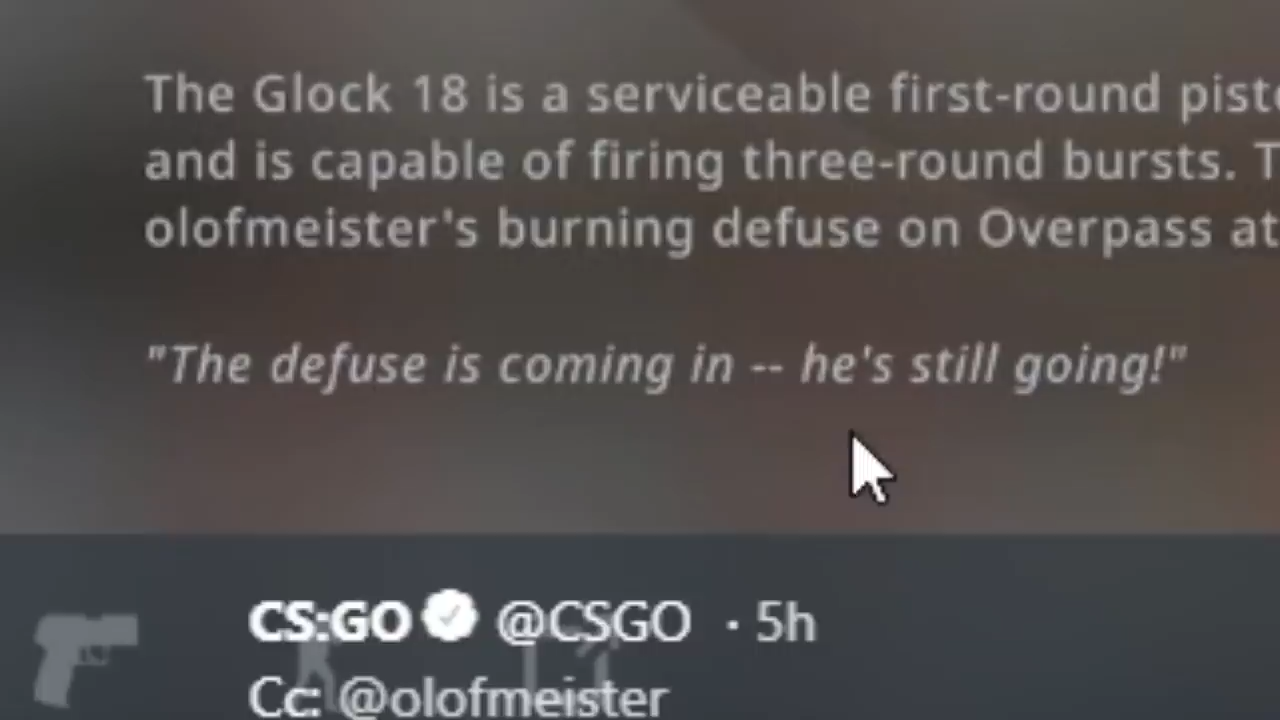 The Glock 18 is a serviceable first-round
and is capable of firing three-round bursts.
olofmeister's burning defuse on Overpass at
"The defuse is coming in -- he's still going!"
CS:GO @CSGO · 5h
Cc: @olofmeister